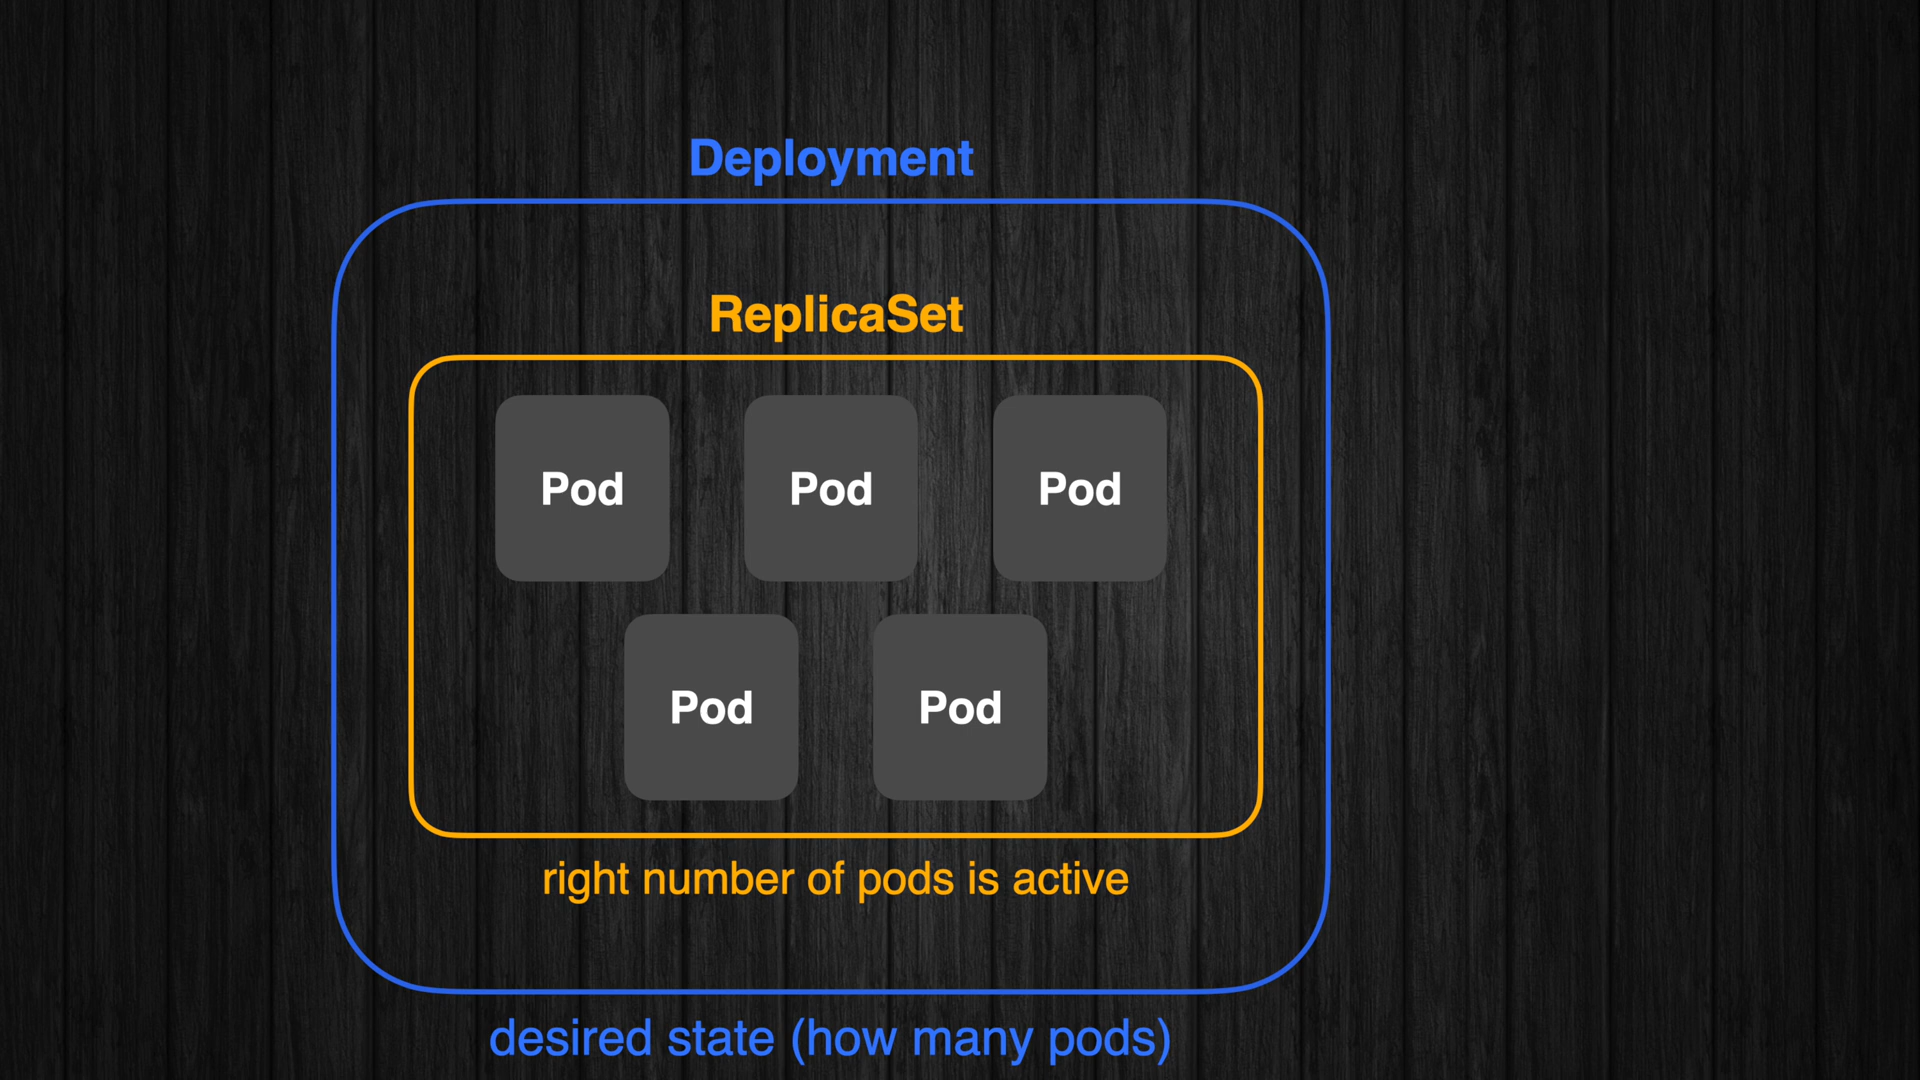 Deployment
ReplicaSet
Pod Pod Pod
Pod Pod
right number of pods is active
desired state (how many pods)